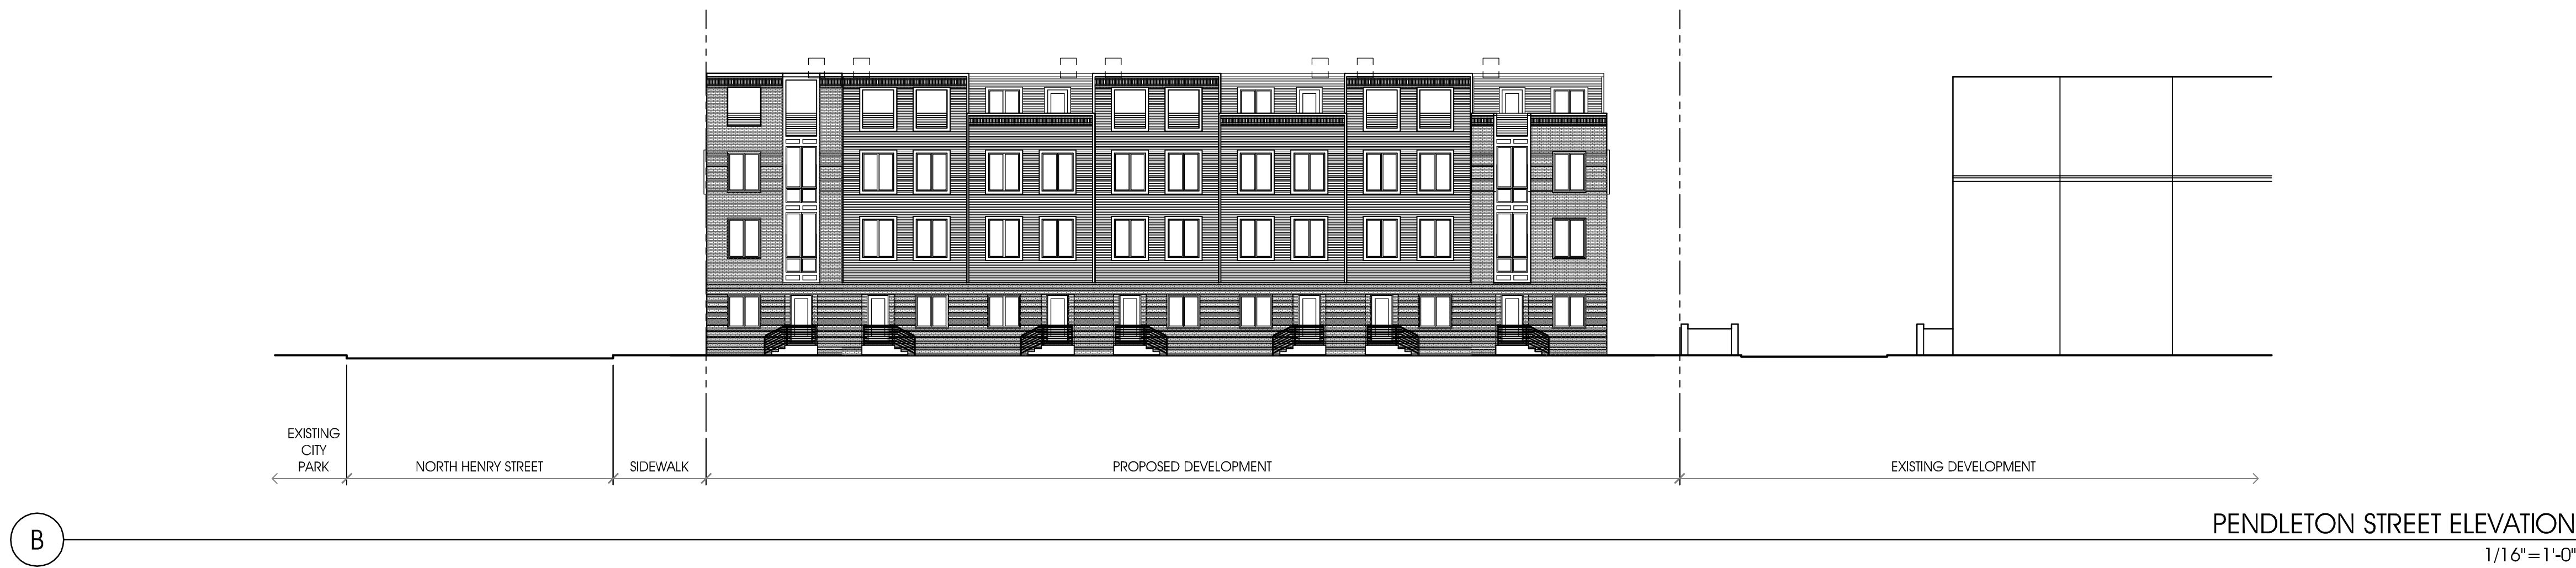 EXISTING
CITY
PARK
NORTH HENRY STREET
SIDEWALK
PROPOSED DEVELOPMENT
EXISTING DEVELOPMENT
B
PENDLETON STREET ELEVATION
1/16"=1'-0"